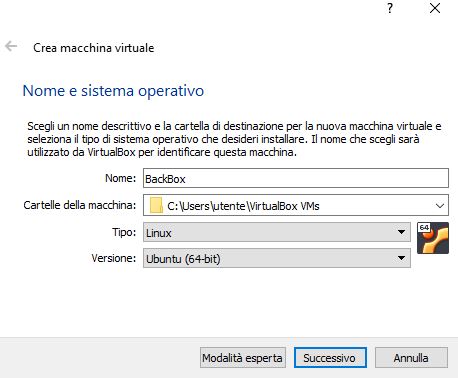 ?
Crea macchina virtuale
Nome e sistema operativo
Scegli un nome descrittivo e la cartella di destinazione per la nuova macchina virtuale e
seleziona il tipo di sistema operativo che desideri installare. Il nome che scegli sarà
utilizzato da VirtualBox per identificare questa macchina.
Nome: BackBox
Cartelle della macchina: C:\Users\utente\VirtualBox VMs
Tipo: Linux
64
Versione: Ubuntu (64-bit)
Modalità esperta Successivo Annulla